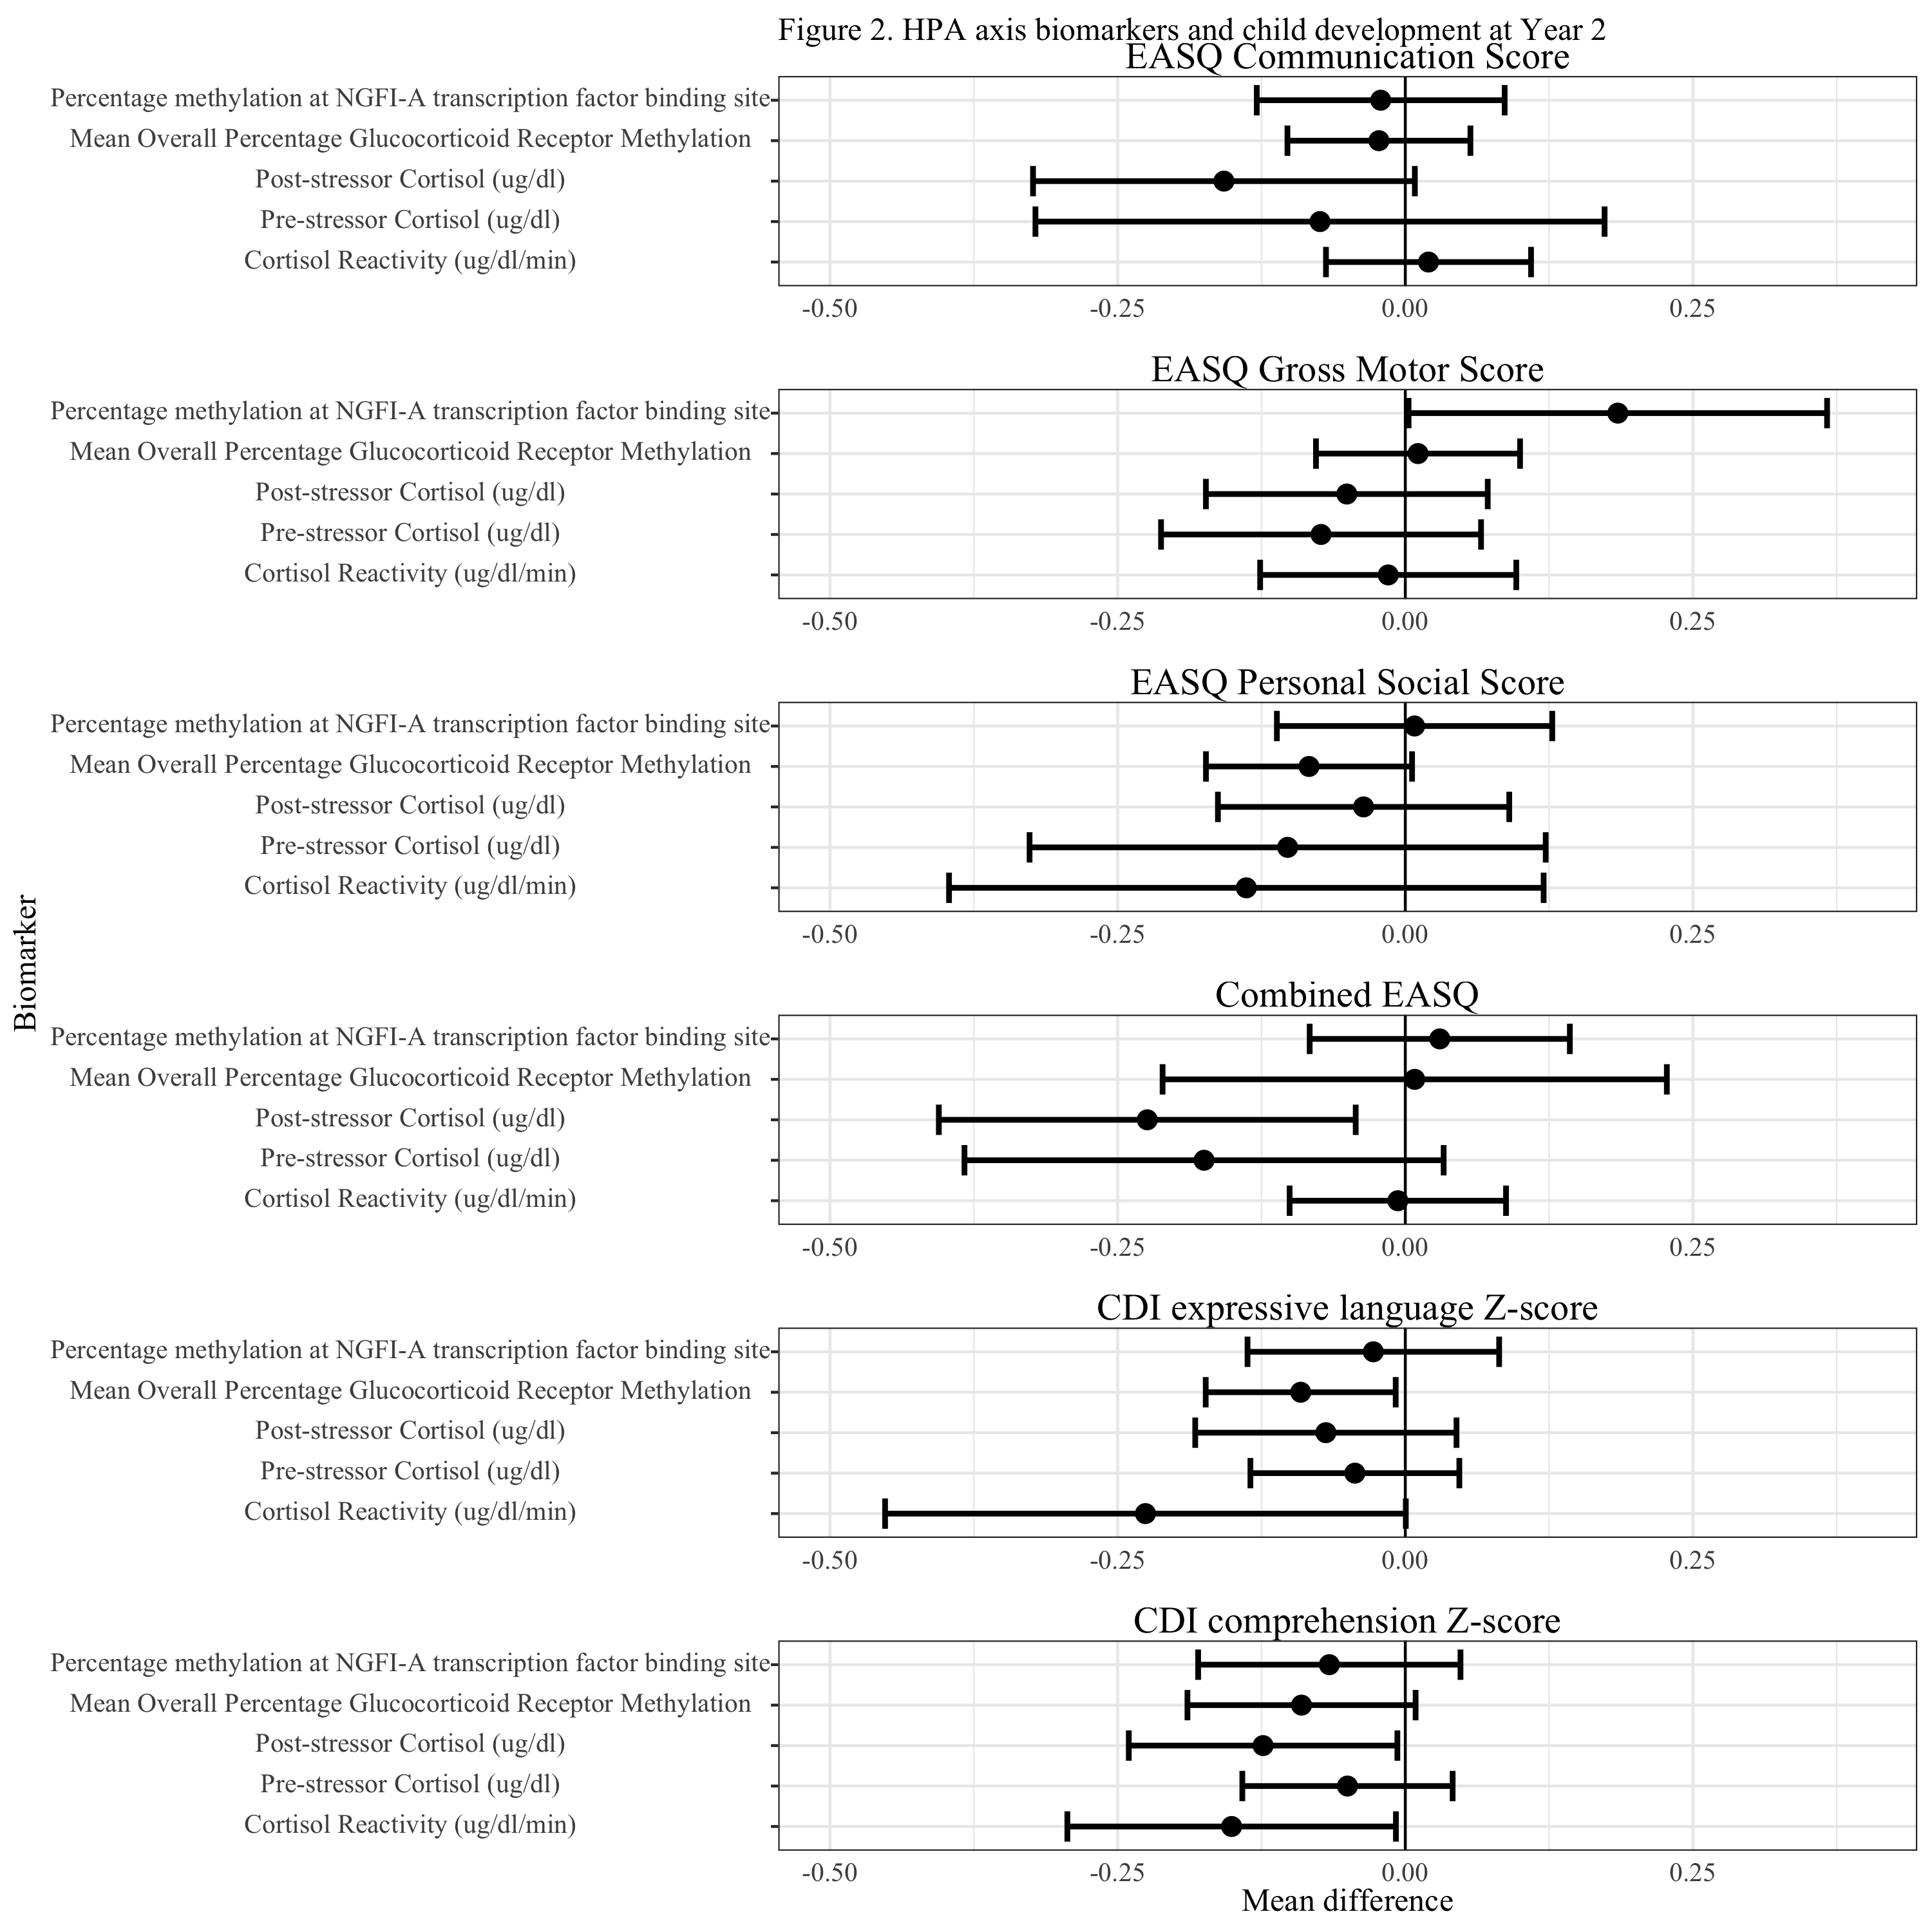 Figure 2. HPA axis biomarkers and child development at Year 2
EASQ Communication Score
Percentage methylation at NGFI-A transcription factor binding site
Mean Overall Percentage Glucocorticoid Receptor Methylation
Post-stressor Cortisol (ug/dl)
Pre-stressor Cortisol (ug/dl)
Cortisol Reactivity (ug/dl/min)
-0.50 -0.25 0.00 0.25
EASQ Gross Motor Score
Percentage methylation at NGFI-A transcription factor binding site
Mean Overall Percentage Glucocorticoid Receptor Methylation
Post-stressor Cortisol (ug/dl)
Pre-stressor Cortisol (ug/dl)
Cortisol Reactivity (ug/dl/min)
-0.50 -0.25 0.00 0.25
EASQ Personal Social Score
Percentage methylation at NGFI-A transcription factor binding site
Mean Overall Percentage Glucocorticoid Receptor Methylation
Post-stressor Cortisol (ug/dl)
Pre-stressor Cortisol (ug/dl)
Cortisol Reactivity (ug/dl/min)
-0.50 -0.25 0.00 0.25
Biomarker
Combined EASQ
Percentage methylation at NGFI-A transcription factor binding site
Mean Overall Percentage Glucocorticoid Receptor Methylation
Post-stressor Cortisol (ug/dl)
Pre-stressor Cortisol (ug/dl)
Cortisol Reactivity (ug/dl/min)
-0.50 -0.25 0.00 0.25
CDI expressive language Z-score
Percentage methylation at NGFI-A transcription factor binding site
Mean Overall Percentage Glucocorticoid Receptor Methylation
Post-stressor Cortisol (ug/dl)
Pre-stressor Cortisol (ug/dl)
Cortisol Reactivity (ug/dl/min)
-0.50 -0.25 0.00 0.25
CDI comprehension Z-score
Percentage methylation at NGFI-A transcription factor binding site
Mean Overall Percentage Glucocorticoid Receptor Methylation
Post-stressor Cortisol (ug/dl)
Pre-stressor Cortisol (ug/dl)
Cortisol Reactivity (ug/dl/min)
-0.50 -0.25 0.00 0.25
Mean difference